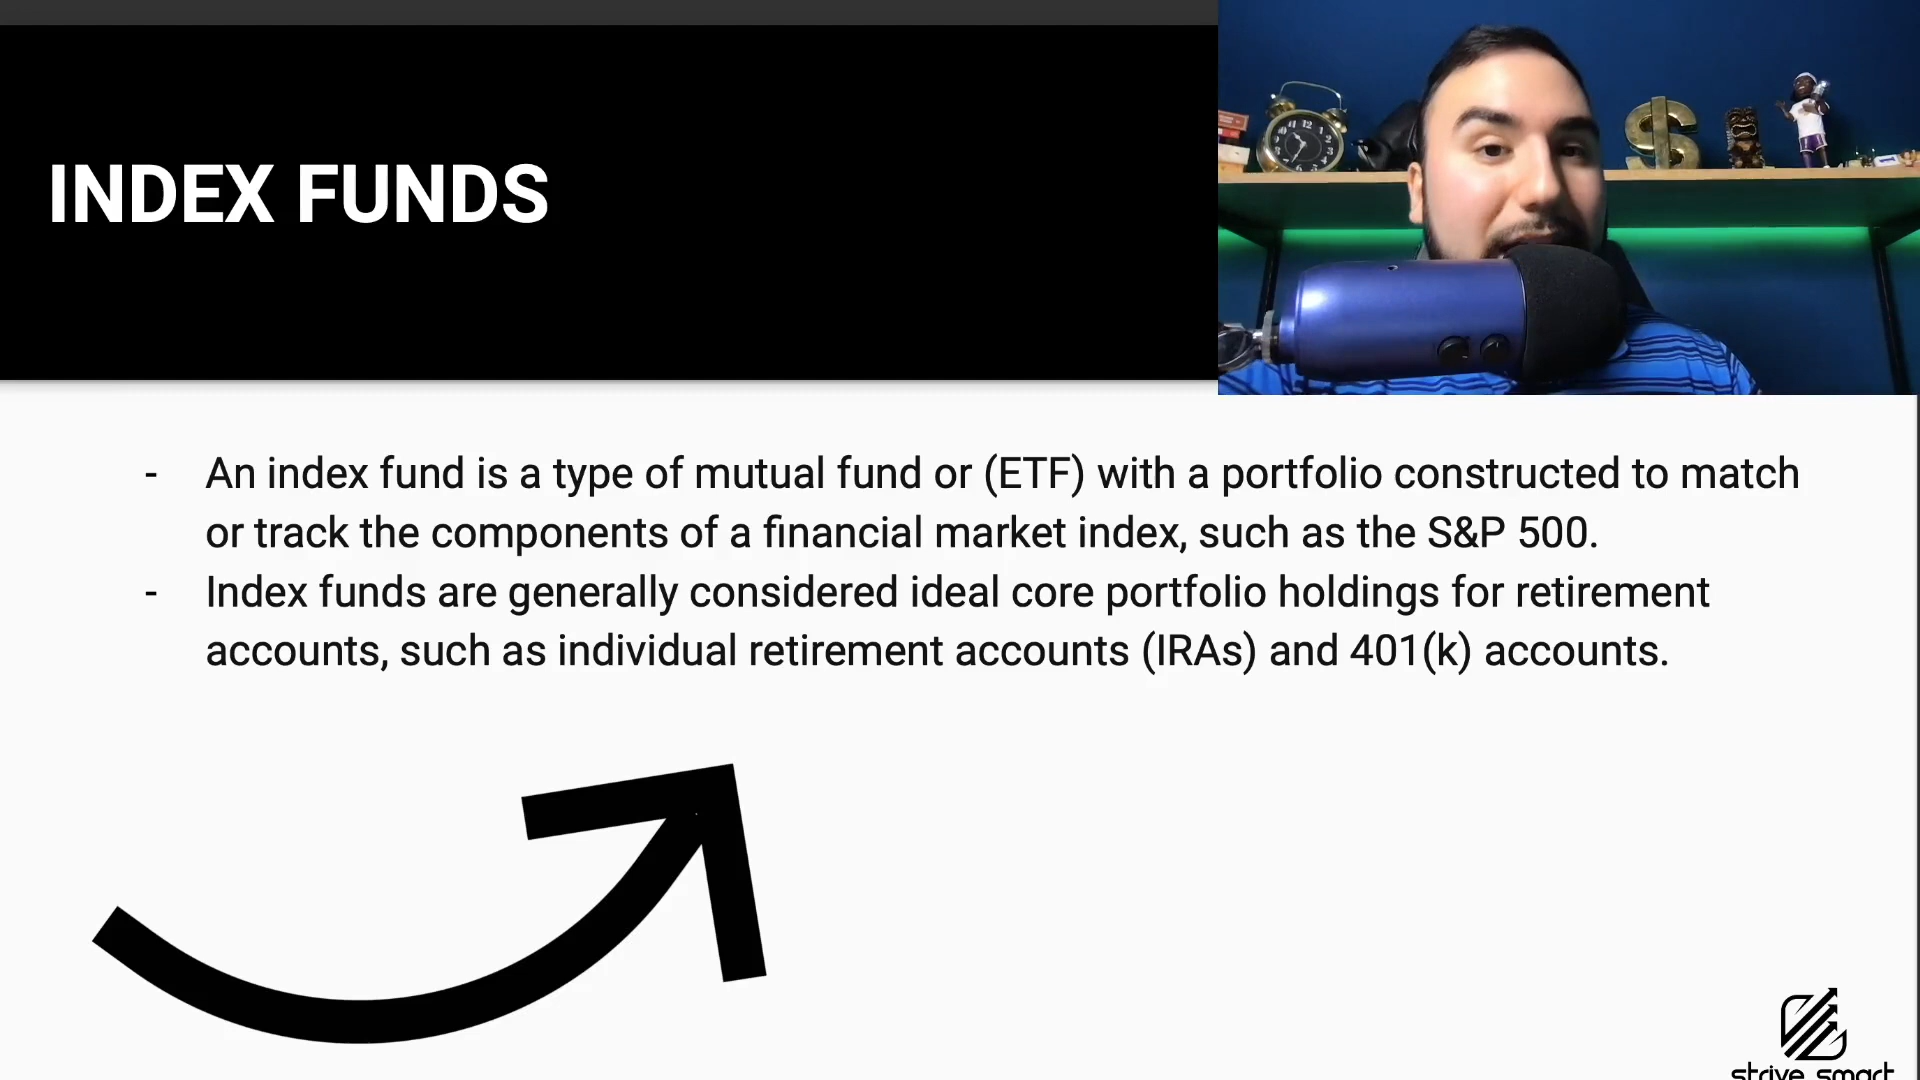 INDEX FUNDS
- An index fund is a type of mutual fund or (ETF) with a portfolio constructed to match
or track the components of a financial market index, such as the S&P 500.
- Index funds are generally considered ideal core portfolio holdings for retirement
accounts, such as individual retirement accounts (IRAs) and 401(k) accounts.
strive smart